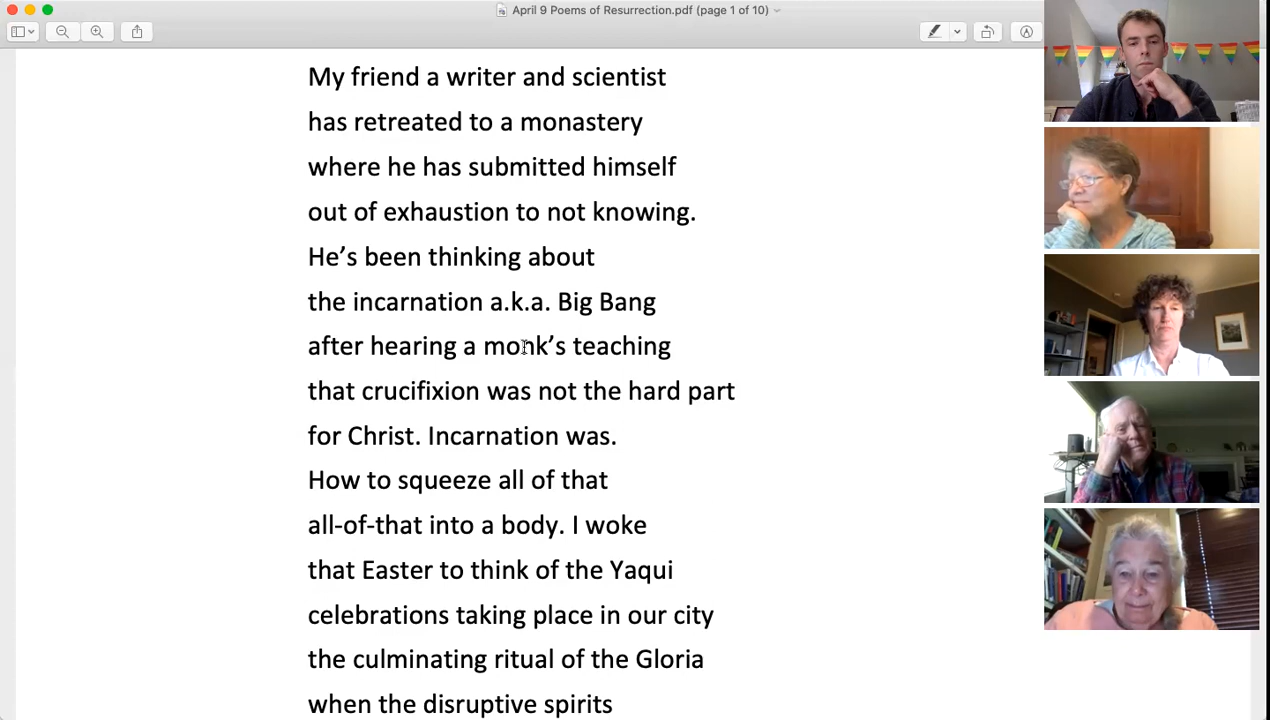 April 9 Poems of Resurrection.pdf (page 1 of 10)
My friend a writer and scientist
has retreated to a monastery
where he has submitted himself
out of exhaustion to not knowing.
He’s been thinking about
the incarnation a.k.a. Big Bang
after hearing a monk’s teaching
that crucifixion was not the hard part
for Christ. Incarnation was.
How to squeeze all of that
all-of-that into a body. I woke
that Easter to think of the Yaqui
celebrations taking place in our city
the culminating ritual of the Gloria
when the disruptive spirits